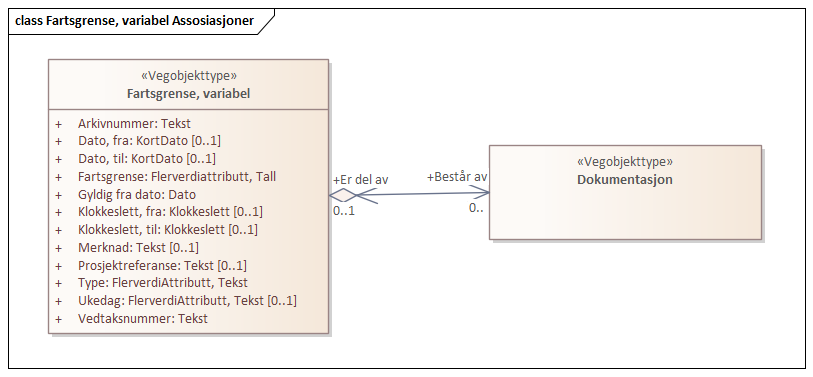 class Fartsgrense, variabel Assosiasjoner
«Vegobjekttype»
Fartsgrense, variabel
+ Arkivnummer: Tekst
+ Dato, fra: KortDato [0..1]
+ Dato, til: KortDato [0..1]
+ Fartsgrense: Flerverdiattributt, Tall
+ Gyldig fra dato: Dato
+ Klokkeslett, fra: Klokkeslett [0..1]
+ Klokkeslett, til: Klokkeslett [0..1]
+ Merknad: Tekst [0..1]
+ Prosjektreferanse: Tekst [0..1]
+ Type: FlerverdiAttributt, Tekst
+ Ukedag: FlerverdiAttributt, Tekst [0..1]
+ Vedtaksnummer: Tekst
+Er del av
0..1
+Består av
0..
«Vegobjekttype»
Dokumentasjon